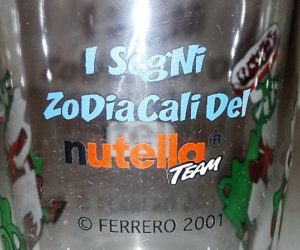 I SegNi
ZoDiaCali Del
nutella®
TEAM
© FERRERO 2001